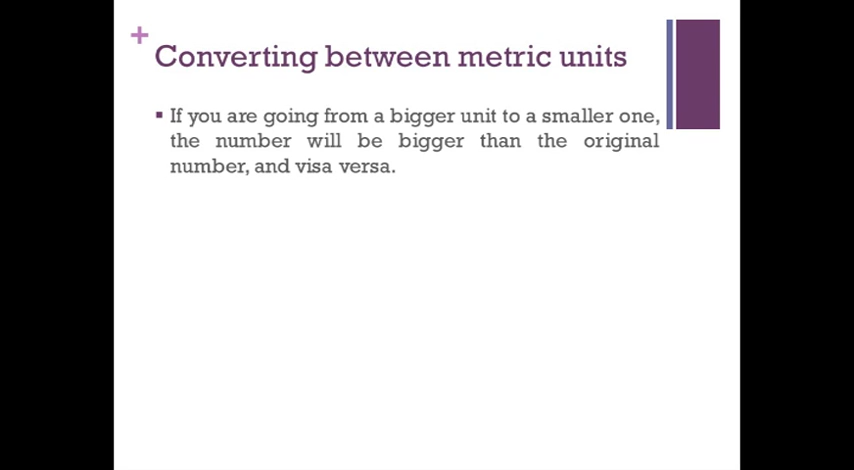 +
Converting between metric units
▪ If you are going from a bigger unit to a smaller one,
the number will be bigger than the original
number, and visa versa.